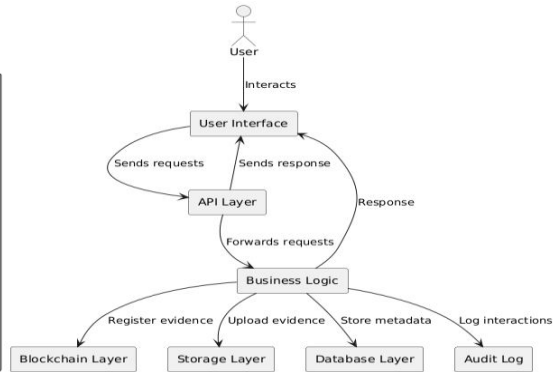 User
Interacts
User Interface
Sends requests
Sends response
API Layer
Response
Forwards requests
Business Logic
Register evidence
Upload evidence
Store metadata
Log interactions
Blockchain Layer
Storage Layer
Database Layer
Audit Log